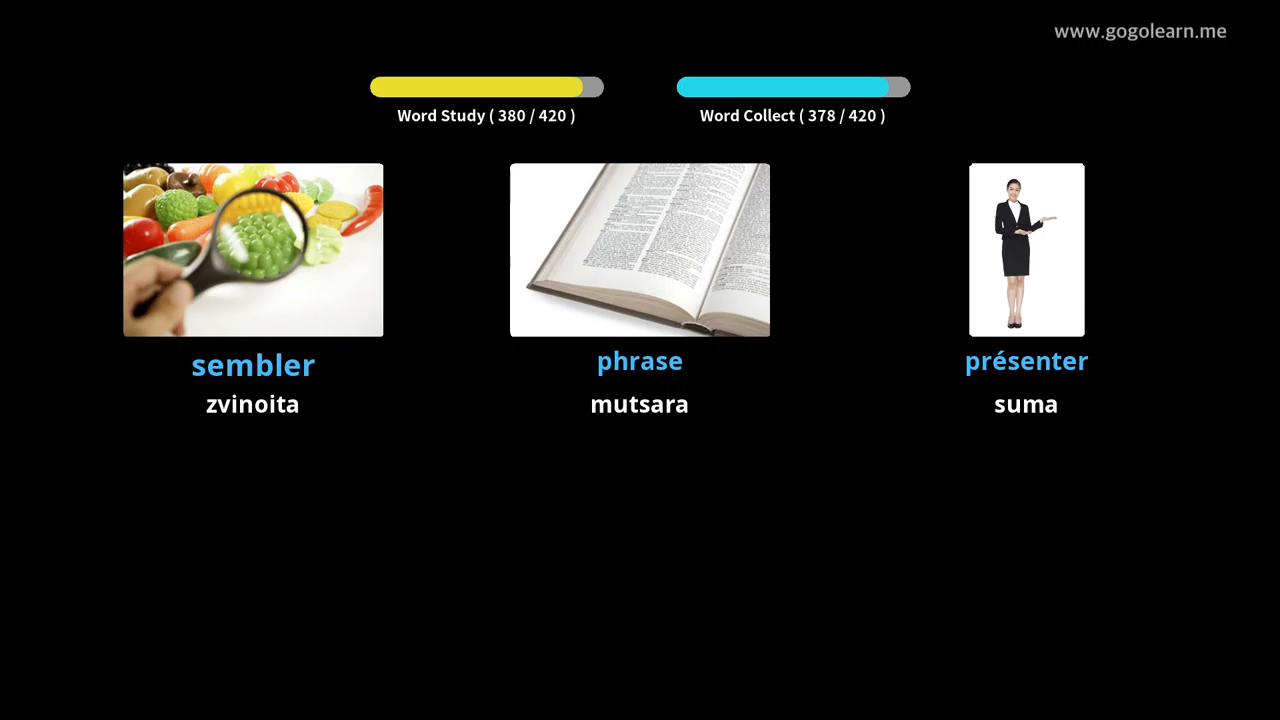 www.gogolearn.me
Word Study ( 380 / 420 )
Word Collect ( 378 / 420 )
sembler
phrase
présenter
zvinoita
mutsara
suma